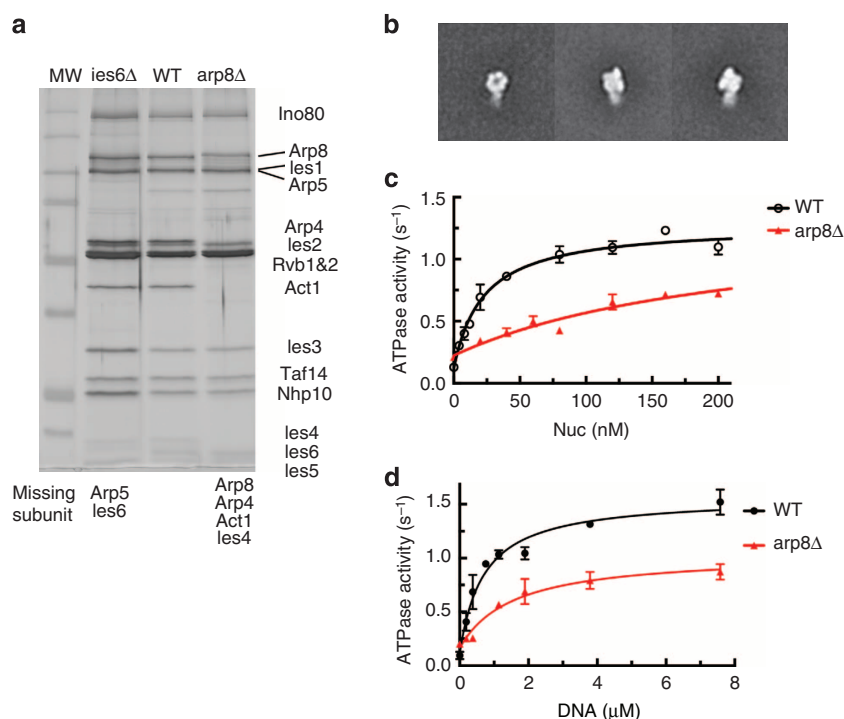 a
MW ies6Δ WT arp8Δ
Ino80
Arp8
Ies1
Arp5
Arp4
Ies2
Rvb1&2
Act1
Ies3
Taf14
Nhp10
Ies4
Ies6
Ies5
Missing subunit
Arp5
Ies6
Arp8
Arp4
Act1
Ies4
b
c
1.5
1.0
0.5
0.0
ATPase activity (s⁻¹)
0 50 100 150 200
Nuc (nM)
WT
arp8Δ
d
1.5
1.0
0.5
0.0
ATPase activity (s⁻¹)
0 2 4 6 8
DNA (μM)
WT
arp8Δ